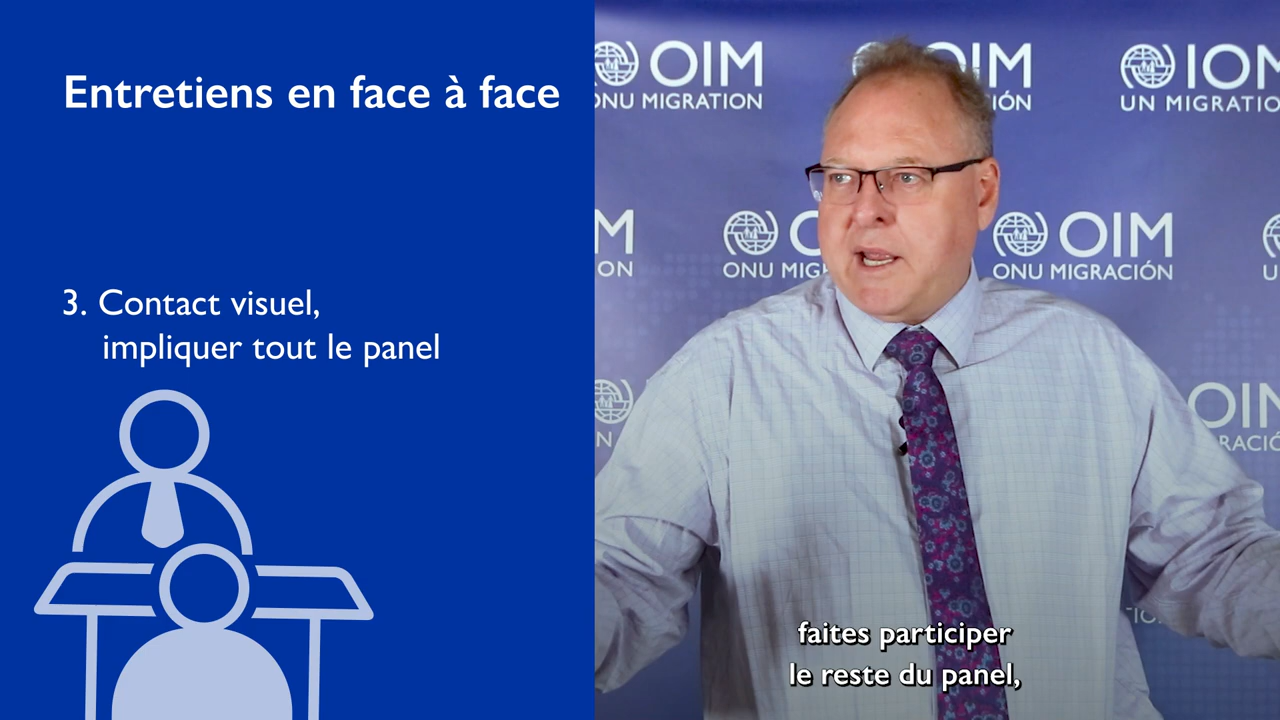 Entretiens en face à face
3. Contact visuel,
impliquer tout le panel
OIM
ONU MIGRATION
OIM
IOM
UN MIGRATION
OIM
ONU MIGRACIÓN
OIM
faites participer
le reste du panel,